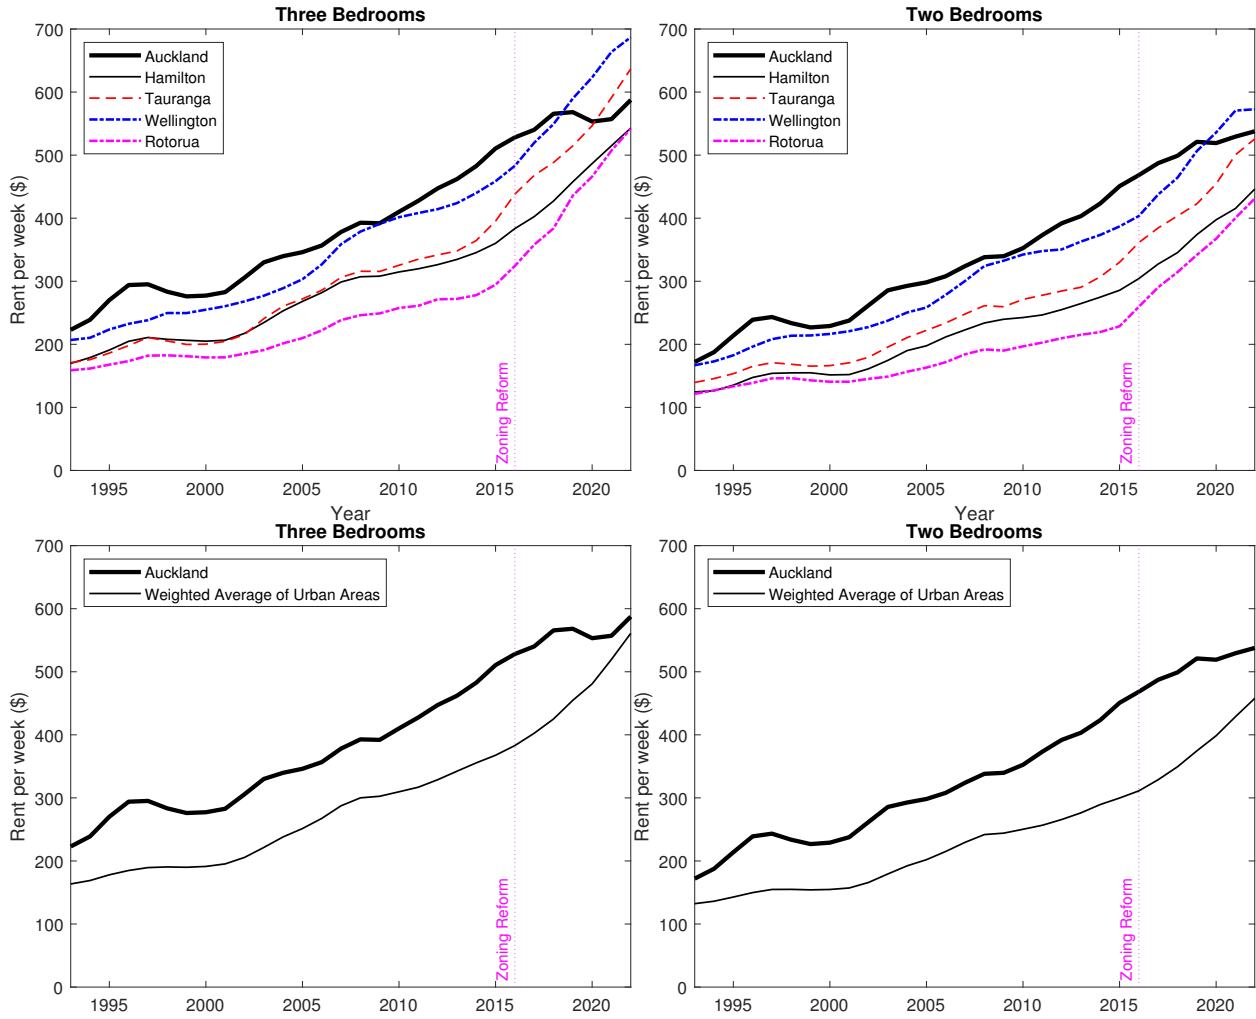 Three Bedrooms
700
600
500
400
300
200
100
0
Rent per week ($)
Auckland
Hamilton
Tauranga
Wellington
Rotorua
Zoning Reform
1995
2000
2005
2010
2015
2020
Year
Two Bedrooms
700
600
500
400
300
200
100
0
Rent per week ($)
Auckland
Hamilton
Tauranga
Wellington
Rotorua
Zoning Reform
1995
2000
2005
2010
2015
2020
Year
Three Bedrooms
700
600
500
400
300
200
100
0
Rent per week ($)
Auckland
Weighted Average of Urban Areas
Zoning Reform
1995
2000
2005
2010
2015
2020
Two Bedrooms
700
600
500
400
300
200
100
0
Rent per week ($)
Auckland
Weighted Average of Urban Areas
Zoning Reform
1995
2000
2005
2010
2015
2020